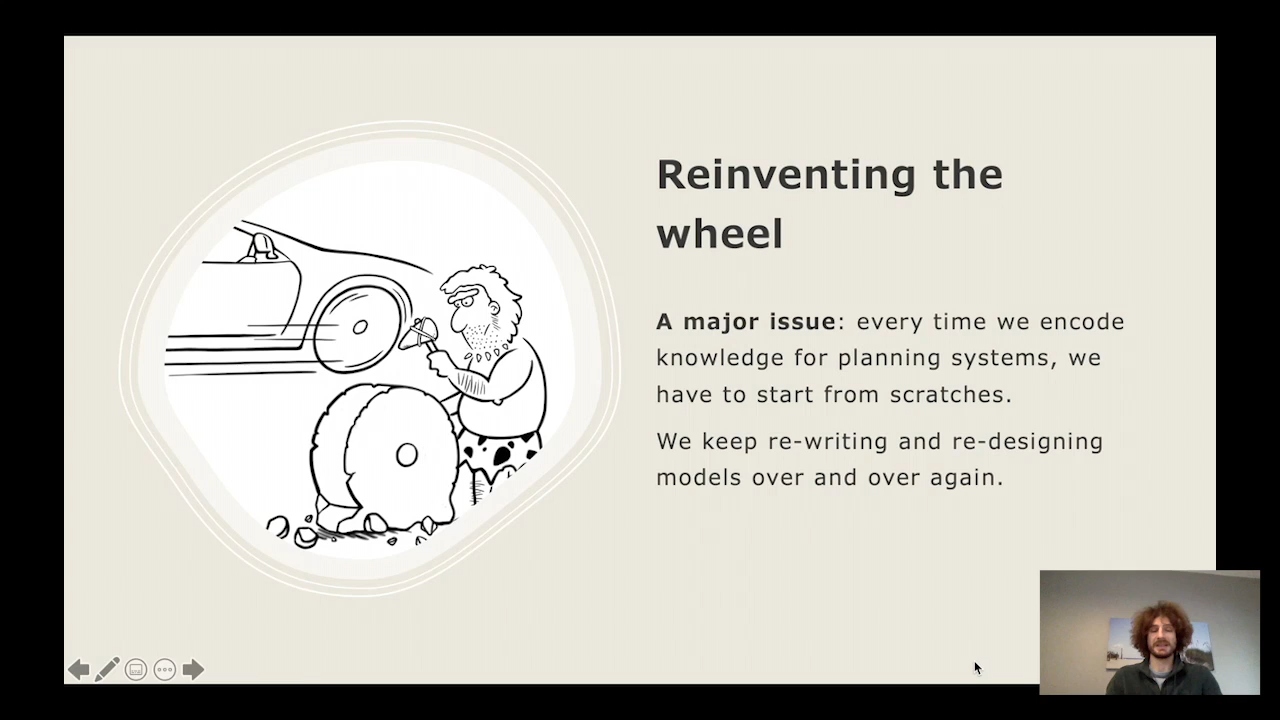 Reinventing the
wheel
A major issue: every time we encode
knowledge for planning systems, we
have to start from scratches.
We keep re-writing and re-designing
models over and over again.